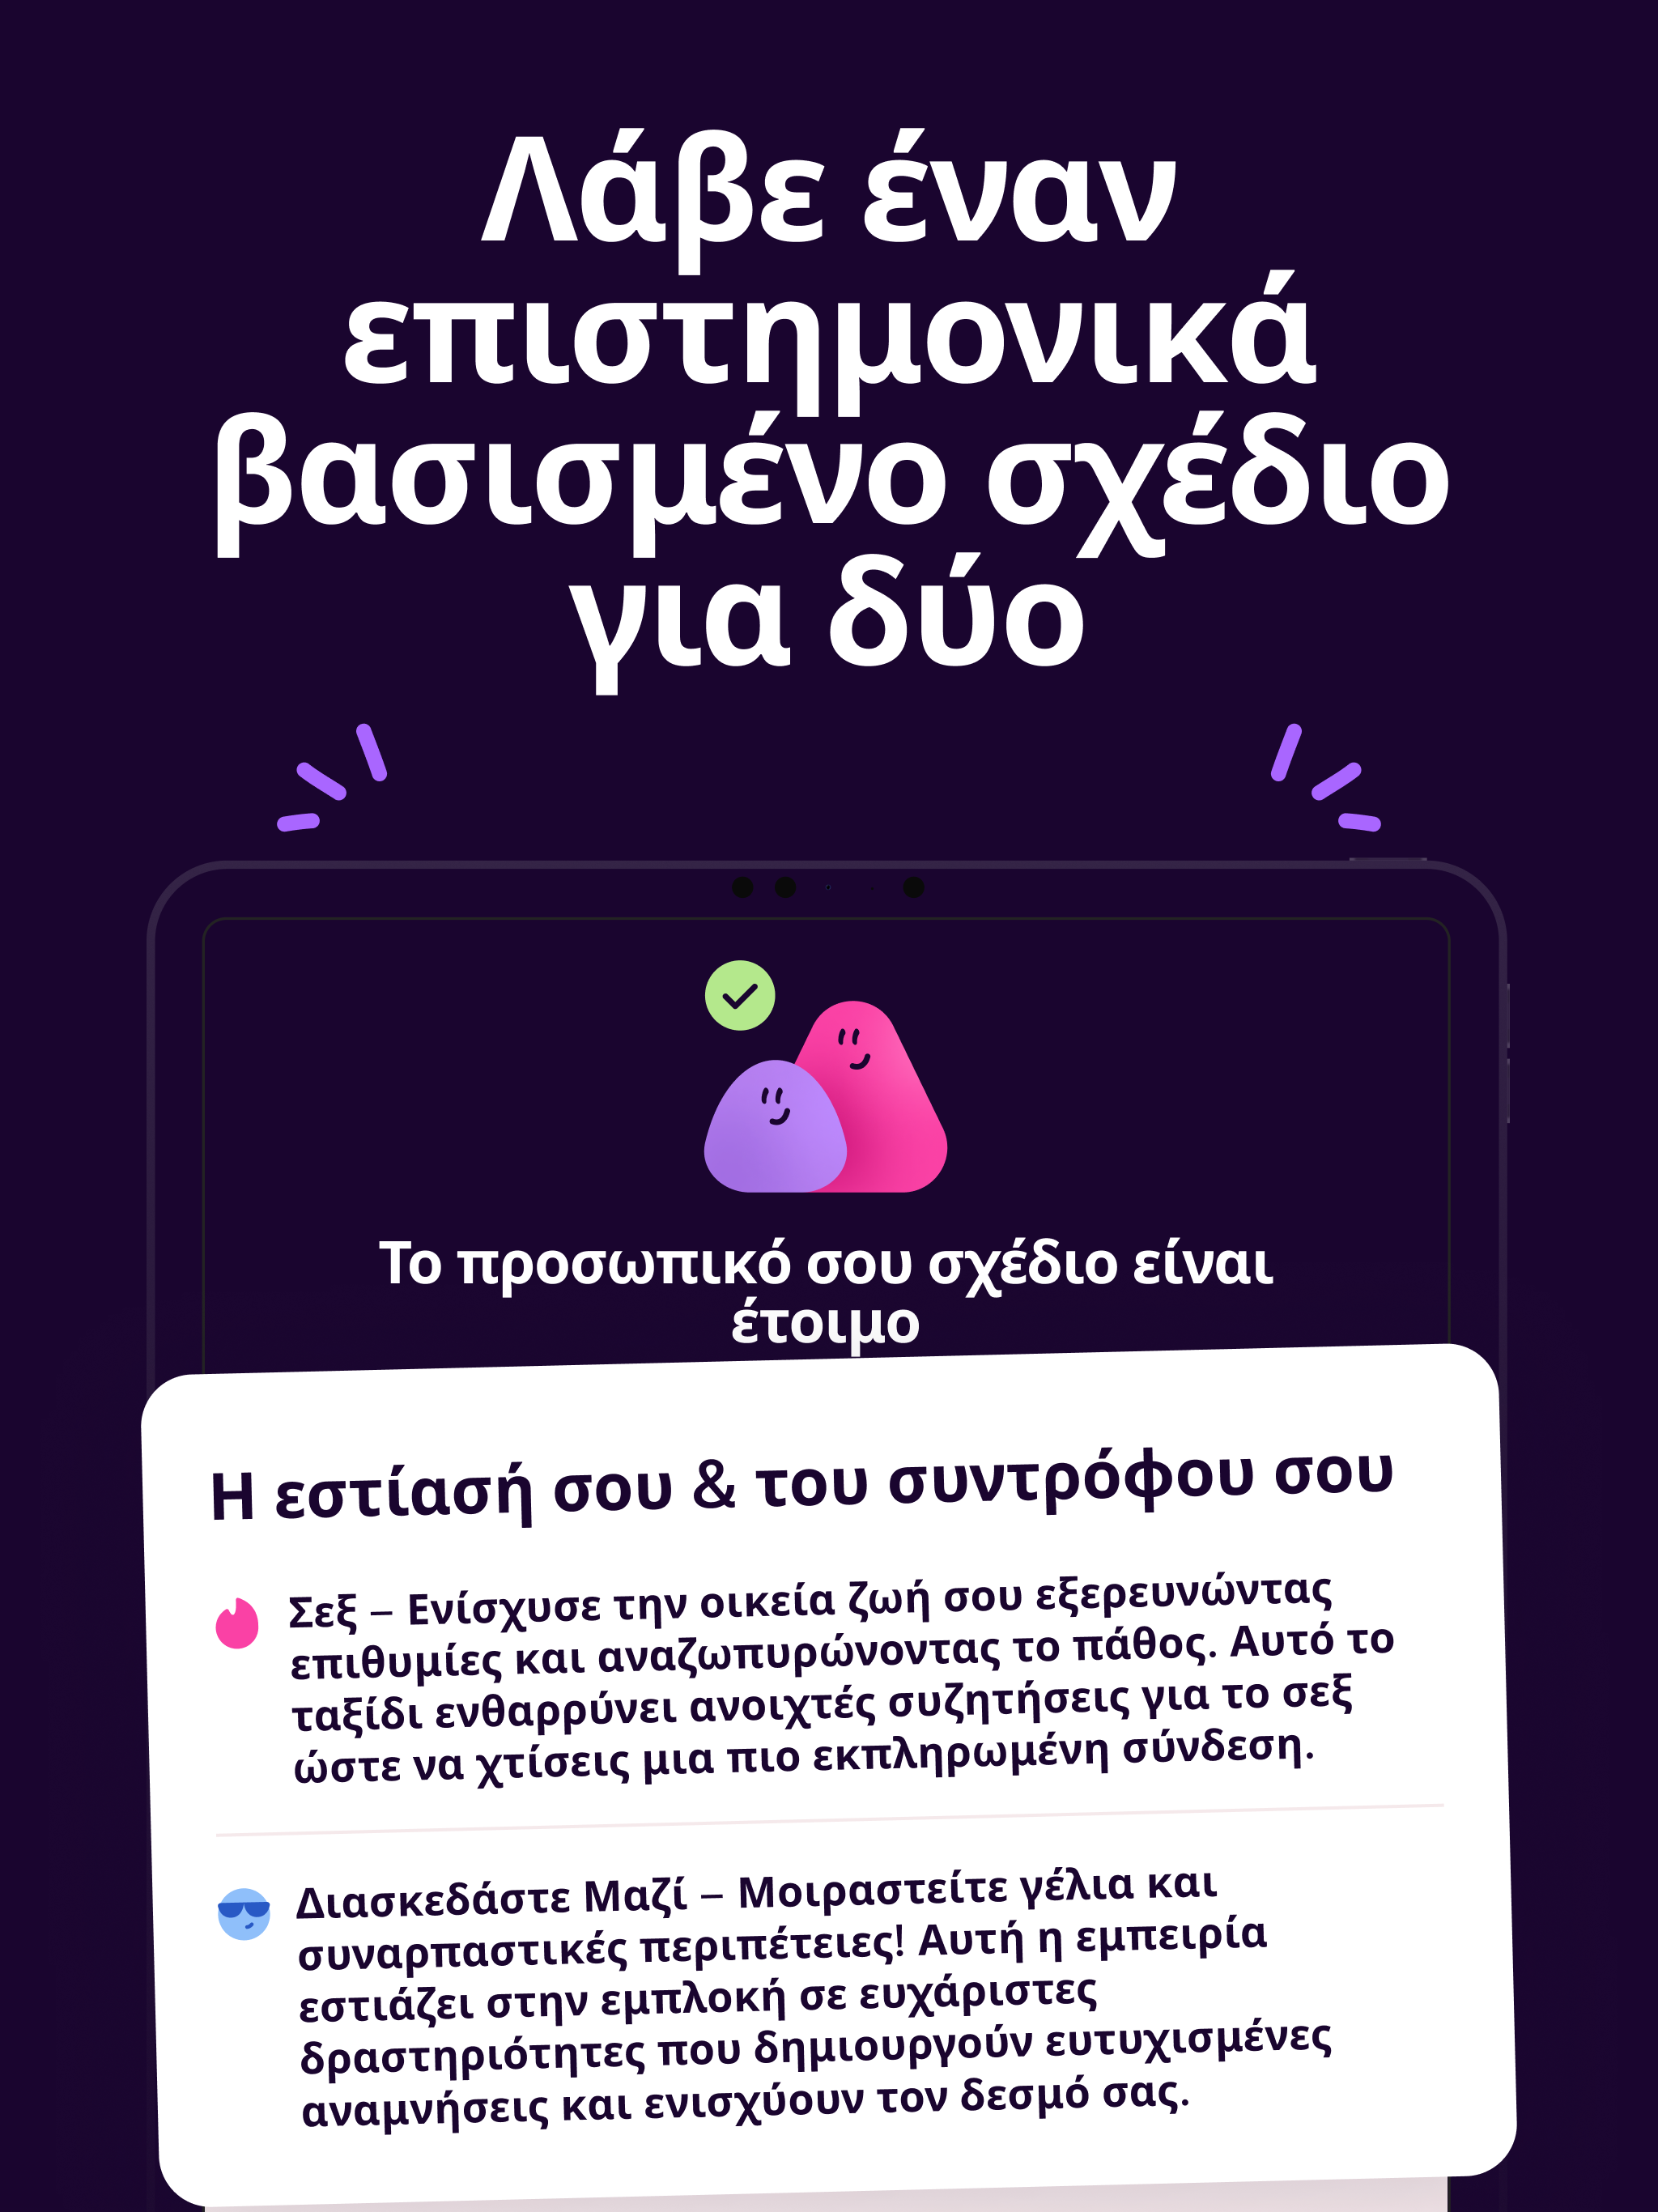 Λάβε έναν
επιστημονικά
βασισμένο σχέδιο
για δύο
Το προσωπικό σου σχέδιο είναι
έτοιμο
Η εστίασή σου & του συντρόφου σου
Σεξ – Ενίσχυσε την οικεία ζωή σου εξερευνώντας
επιθυμίες και αναζωπυρώνοντας το πάθος. Αυτό το
ταξίδι ενθαρρύνει ανοιχτές συζητήσεις για το σεξ
ώστε να χτίσεις μια πιο εκπληρωμένη σύνδεση.
Διασκεδάστε Μαζί – Μοιραστείτε γέλια και
συναρπαστικές περιπέτειες! Αυτή η εμπειρία
εστιάζει στην εμπλοκή σε ευχάριστες
δραστηριότητες που δημιουργούν ευτυχισμένες
αναμνήσεις και ενισχύουν τον δεσμό σας.